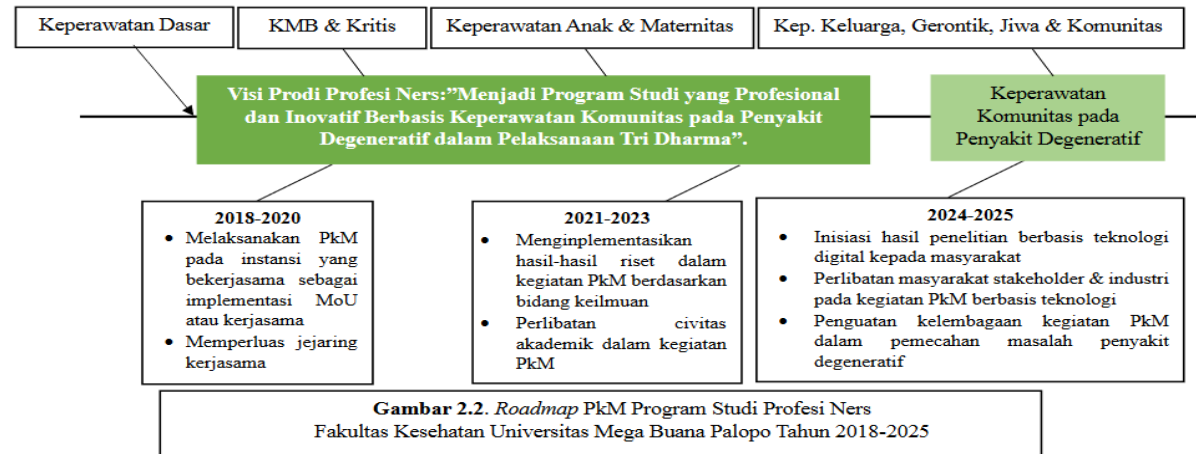 Keperawatan Dasar
KMB & Kritis
Keperawatan Anak & Maternitas
Kep. Keluarga, Gerontik, Jiwa & Komunitas
Visi Prodi Profesi Ners:”Menjadi Program Studi yang Profesional
dan Inovatif Berbasis Keperawatan Komunitas pada Penyakit
Degeneratif dalam Pelaksanaan Tri Dharma”.
Keperawatan
Komunitas pada
Penyakit Degeneratif
2018-2020
• Melaksanakan PkM
pada instansi yang
bekerjasama sebagai
implementasi MoU
atau kerjasama
• Memperluas jejaring
kerjasama
2021-2023
• Menginplementasikan
hasil-hasil riset dalam
kegiatan PkM berdasarkan
bidang keilmuan
• Perlibatan civitas
akademik dalam kegiatan
PkM
2024-2025
• Inisiasi hasil penelitian berbasis teknologi
digital kepada masyarakat
• Perlibatan masyarakat stakeholder & industri
pada kegiatan PkM berbasis teknologi
• Penguatan kelembagaan kegiatan PkM
dalam pemecahan masalah penyakit
degeneratif
Gambar 2.2. Roadmap PkM Program Studi Profesi Ners
Fakultas Kesehatan Universitas Mega Buana Palopo Tahun 2018-2025